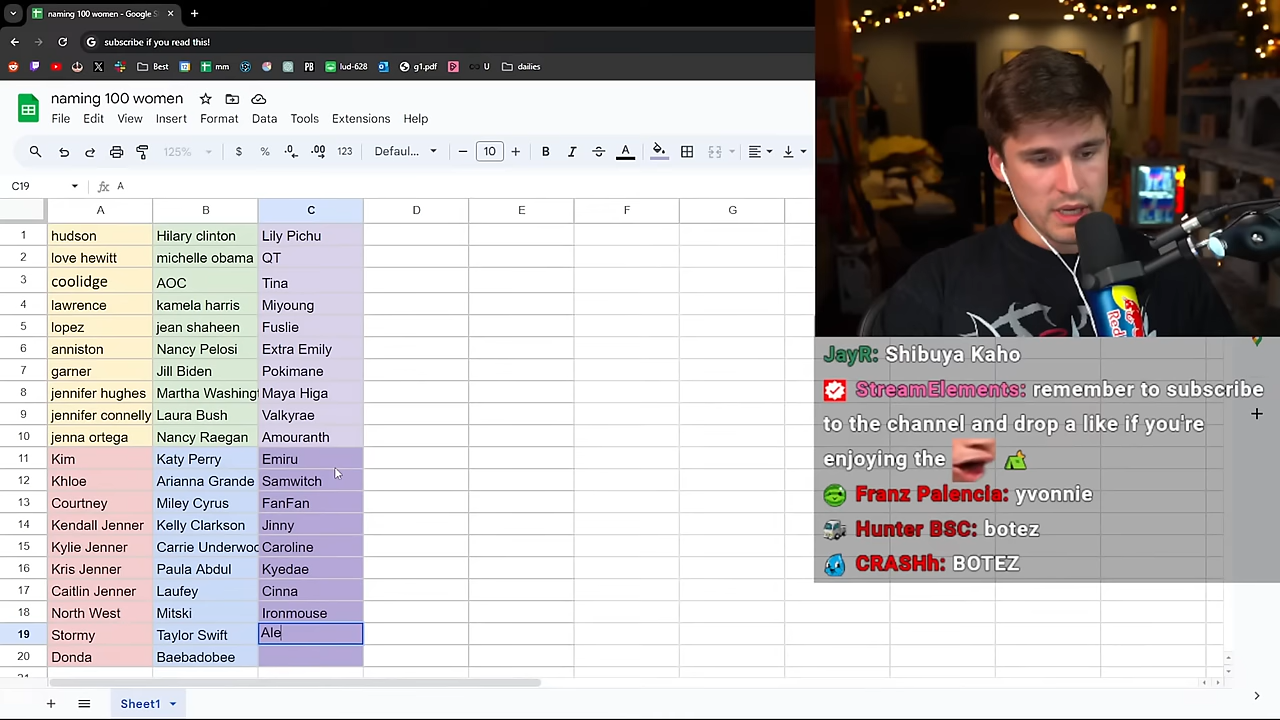 naming 100 women - Google S
subscribe if you read this!
Best
mm
lud-628
g1.pdf
U
dailies
naming 100 women
File Edit View Insert Format Data Tools Extensions Help
125% $ % .0 .00 123 Defaul... 10 B I A
C19 fx A
A B C D E F G
1 hudson Hilary clinton Lily Pichu
2 love hewitt michelle obama QT
3 coolidge AOC Tina
4 lawrence kamela harris Miyoung
5 lopez jean shaheen Fuslie
6 anniston Nancy Pelosi Extra Emily
7 garner Jill Biden Pokimane
8 jennifer hughes Martha Washing Maya Higa
9 jennifer connelly Laura Bush Valkyrae
10 jenna ortega Nancy Raegan Amouranth
11 Kim Katy Perry Emiru
12 Khloe Arianna Grande Samwitch
13 Courtney Miley Cyrus FanFan
14 Kendall Jenner Kelly Clarkson Jinny
15 Kylie Jenner Carrie Underwoo Caroline
16 Kris Jenner Paula Abdul Kyedae
17 Caitlin Jenner Laufey Cinna
18 North West Mitski Ironmouse
19 Stormy Taylor Swift Ale
20 Donda Baebadobee
Sheet1
JayR: Shibuya Kaho
StreamElements: remember to subscribe
to the channel and drop a like if you're
enjoying the
Franz Palencia: yvonnie
Hunter BSC: botez
CRASHh: BOTEZ
Red